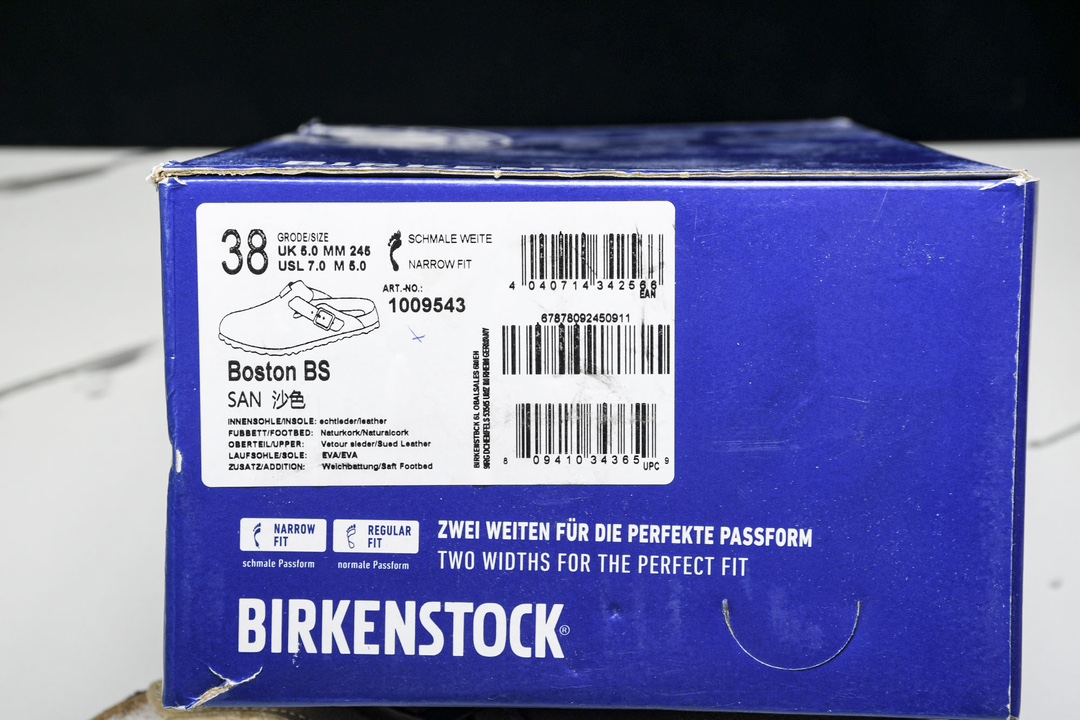 BIRKENSTOCK
38
GRODE/SIZE
UK 5.0 MM 245
USL 7.0 M 5.0
SCHMALE WEITE
NARROW FIT
ART.-NO.:
1009543
Boston BS
SAN 沙色
INNENSOHLE/INSOLE: echtleder/leather
FUBBETT/FOOTBED: Naturkork/Naturalcork
OBERTEIL/UPPER: Vetour sleder/Sued Leather
LAUFSOHLE/SOLE: EVA/EVA
ZUSATZ/ADDITION: Weichbattung/Saft Footbed
4 040714 342566
EAN
67878092450911
8 09410 34365 9
UPC
NARROW FIT
schmale Passform
REGULAR FIT
normale Passform
ZWEI WEITEN FÜR DIE PERFEKTE PASSFORM
TWO WIDTHS FOR THE PERFECT FIT
BIRKENSTOCK®